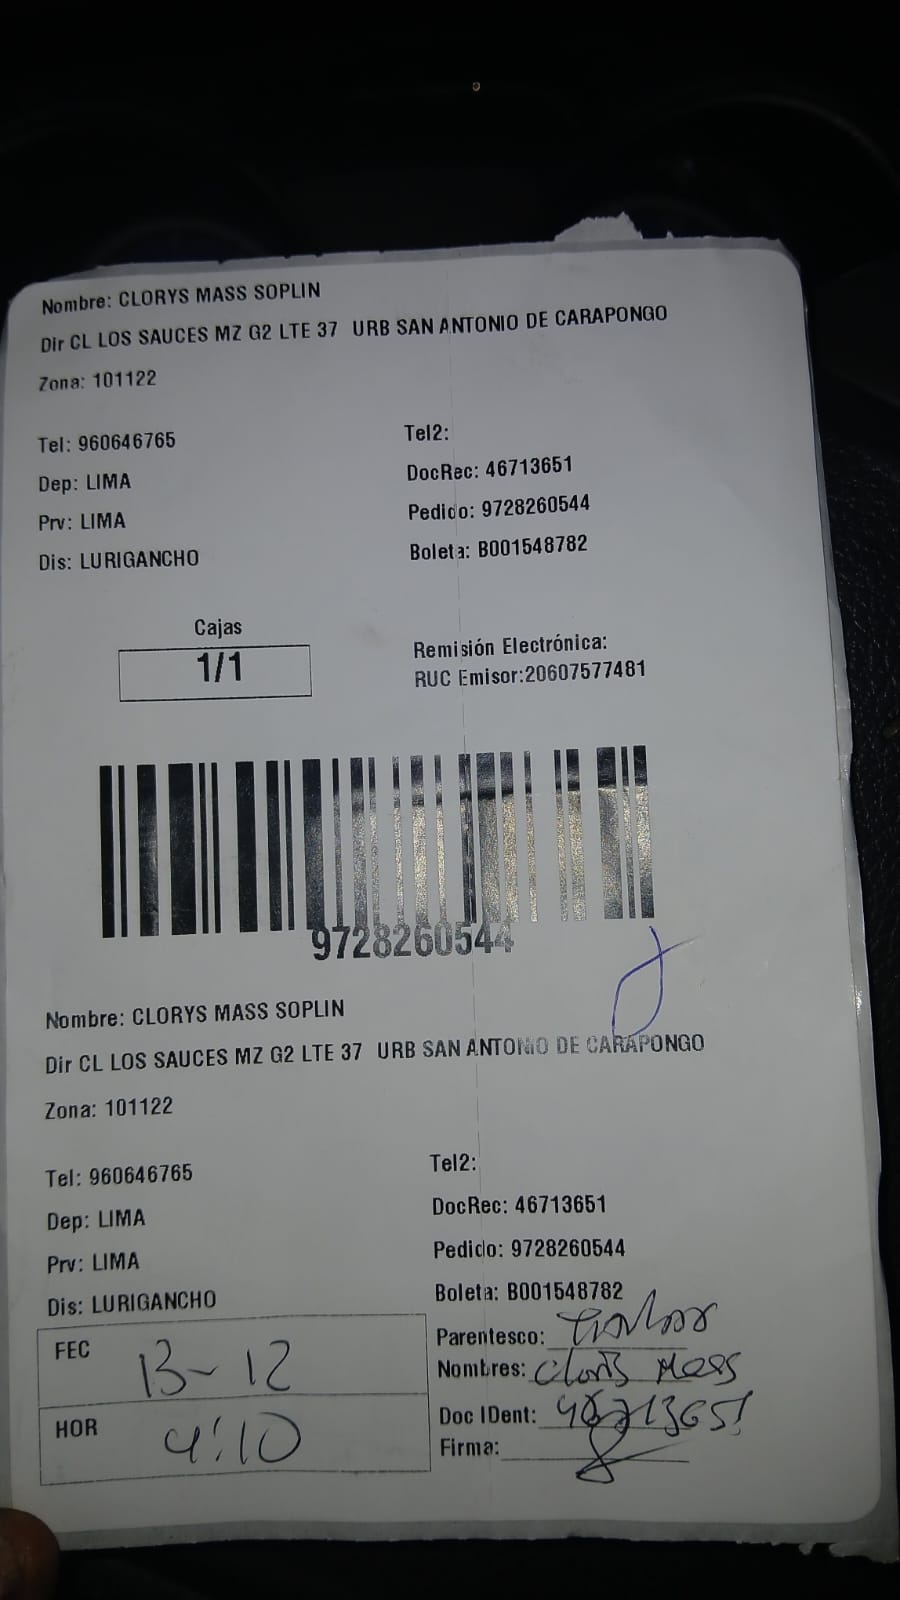 Nombre: CLORYS MASS SOPLIN
Dir CL LOS SAUCES MZ G2 LTE 37 URB SAN ANTONIO DE CARAPONGO
Zona: 101122
Tel: 960646765
Tel2:
Dep: LIMA
DocRec: 46713651
Prv: LIMA
Pedido: 9728260544
Dis: LURIGANCHO
Boleta: B001548782
Cajas
1/1
Remisión Electrónica:
RUC Emisor:20607577481
9728260544
Nombre: CLORYS MASS SOPLIN
Dir CL LOS SAUCES MZ G2 LTE 37 URB SAN ANTONIO DE CARAPONGO
Zona: 101122
Tel: 960646765
Tel2:
Dep: LIMA
DocRec: 46713651
Prv: LIMA
Pedido: 9728260544
Dis: LURIGANCHO
Boleta: B001548782
FEC 13-12
HOR 4:10
Parentesco:
Nombres: Cloris Mass
Doc IDent: 46713651
Firma: